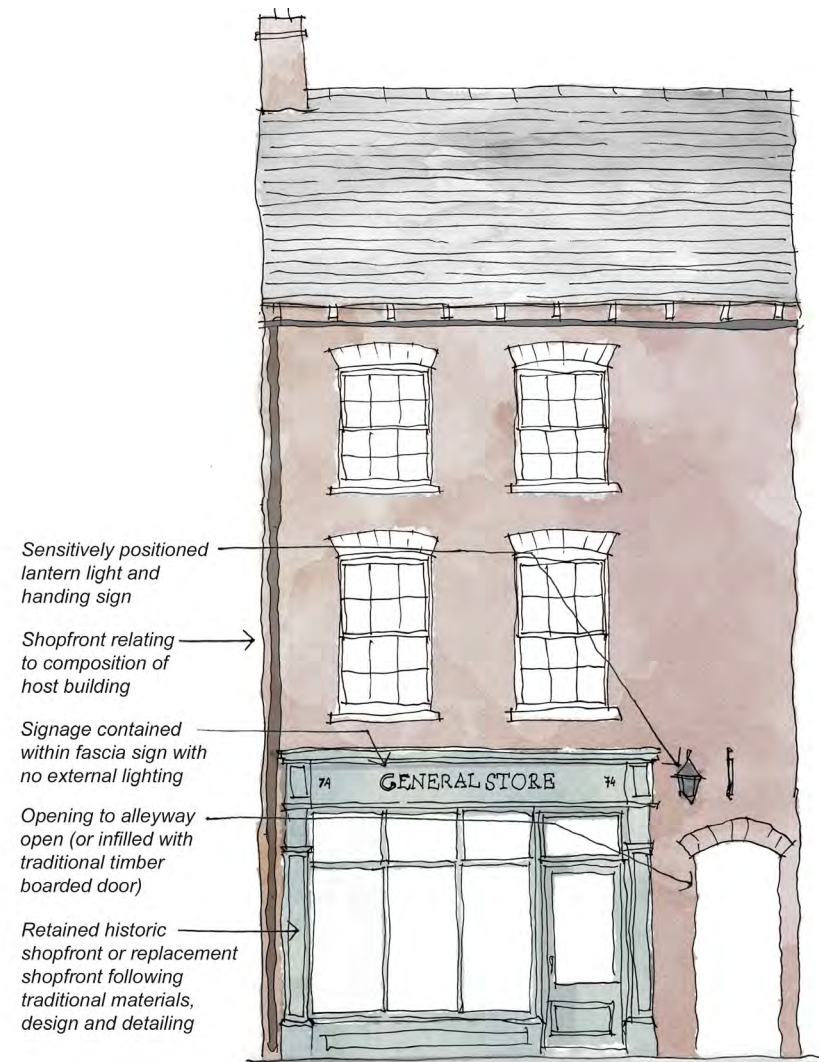 Sensitively positioned
lantern light and
handing sign
Shopfront relating
to composition of
host building
Signage contained
within fascia sign with
no external lighting
7A GENERAL STORE 74
Opening to alleyway
open (or infilled with
traditional timber
boarded door)
Retained historic
shopfront or replacement
shopfront following
traditional materials,
design and detailing